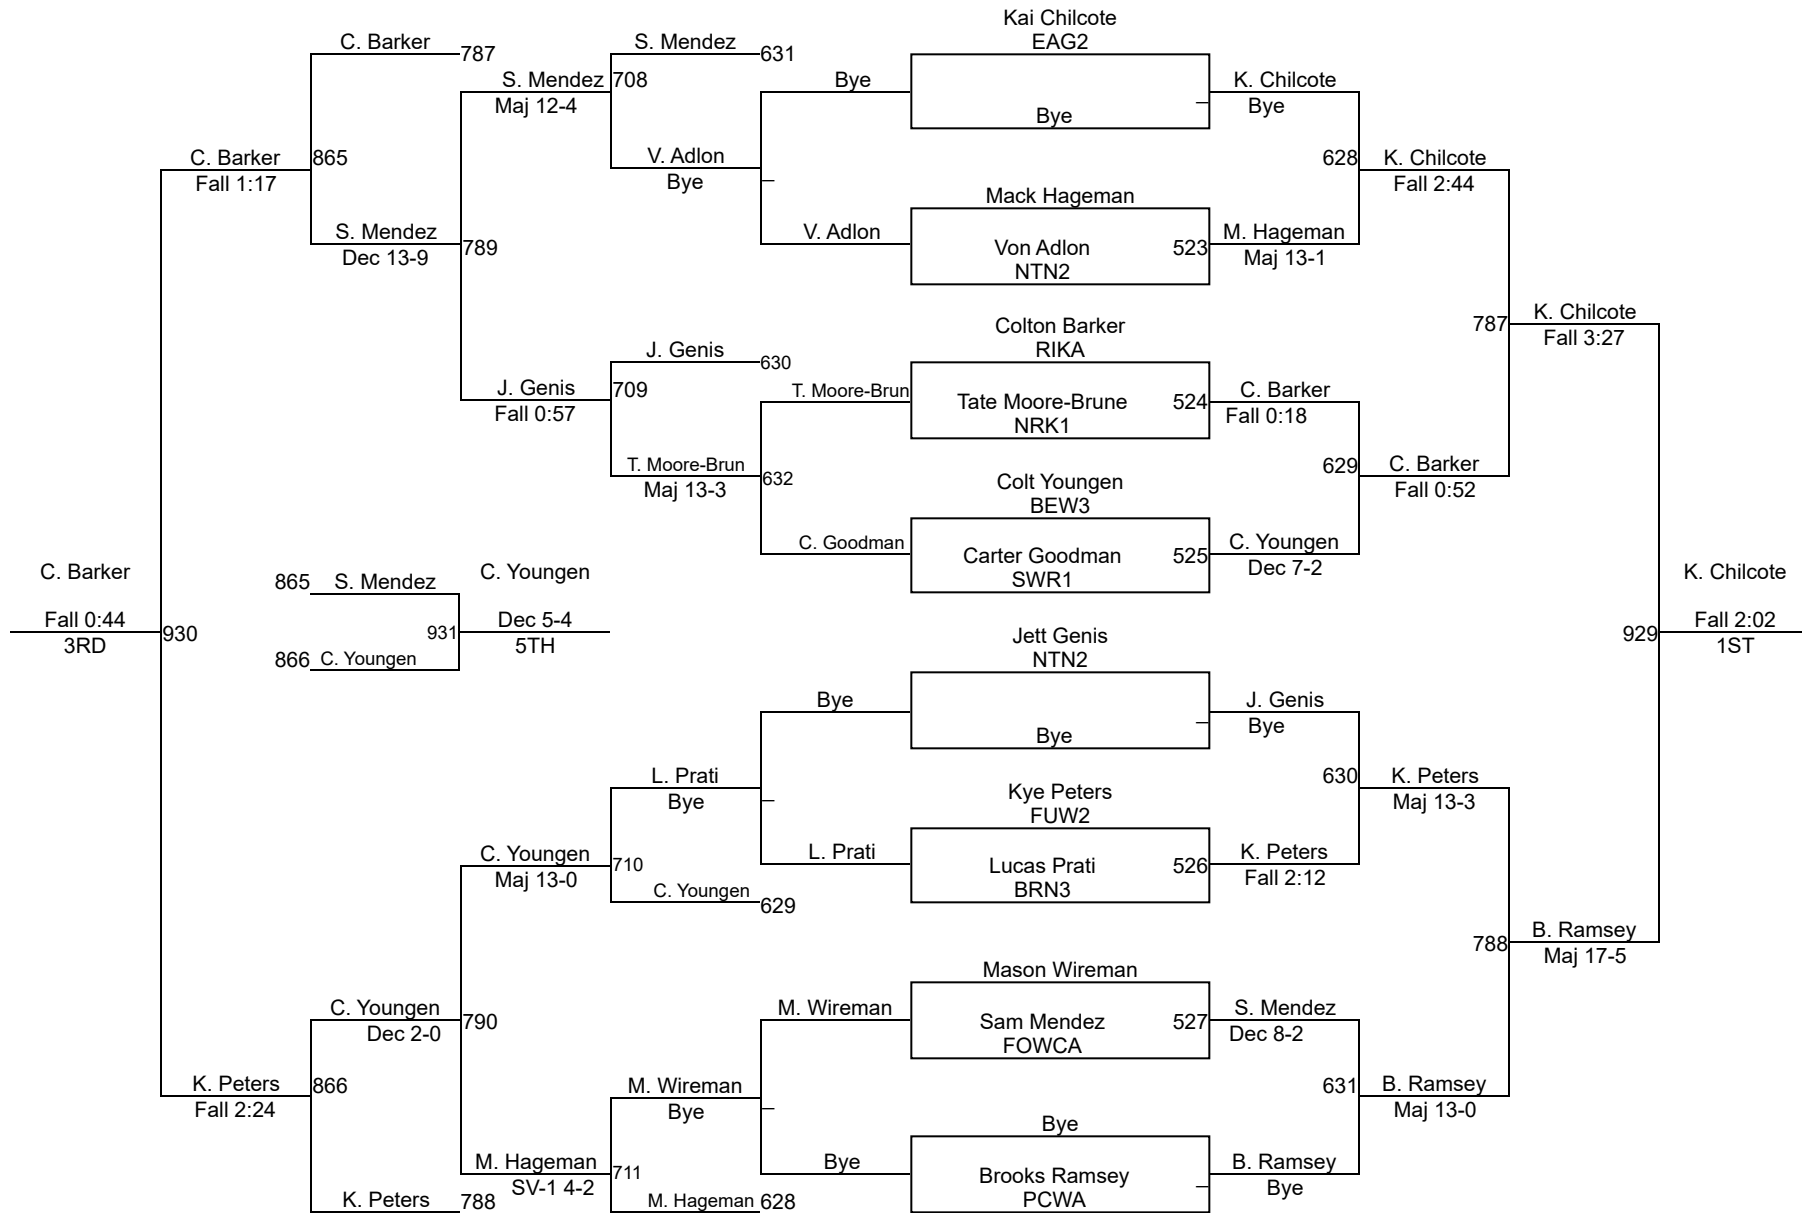 Kai Chilcote
EAG2
C. Barker 787
S. Mendez 631
S. Mendez 708
Maj 12-4
Bye
K. Chilcote
Bye
Bye
C. Barker 865
Fall 1:17
V. Adlon
Bye
628 K. Chilcote
Fall 2:44
Mack Hageman
S. Mendez 789
Dec 13-9
V. Adlon
Von Adlon 523
NTN2
M. Hageman
Maj 13-1
Colton Barker
RIKA
787 K. Chilcote
Fall 3:27
J. Genis 630
J. Genis 709
Fall 0:57
T. Moore-Brun
Tate Moore-Brune 524
NRK1
C. Barker
Fall 0:18
T. Moore-Brun 632
Maj 13-3
629 C. Barker
Fall 0:52
Colt Youngen
BEW3
C. Goodman
Carter Goodman 525
SWR1
C. Youngen
Dec 7-2
C. Barker
Fall 0:44
3RD
930
865 S. Mendez
931
866 C. Youngen
C. Youngen
Dec 5-4
5TH
929
K. Chilcote
Fall 2:02
1ST
Jett Genis
NTN2
Bye
Bye
J. Genis
Bye
L. Prati
Bye
630 K. Peters
Maj 13-3
Kye Peters
FUW2
C. Youngen 710
Maj 13-0
L. Prati
Lucas Prati 526
BRN3
K. Peters
Fall 2:12
C. Youngen 629
788 B. Ramsey
Maj 17-5
Mason Wireman
C. Youngen 790
Dec 2-0
M. Wireman
Sam Mendez 527
FOWCA
S. Mendez
Dec 8-2
K. Peters 866
Fall 2:24
M. Wireman
Bye
631 B. Ramsey
Maj 13-0
Bye
M. Hageman 711
SV-1 4-2
Bye
Brooks Ramsey
PCWA
B. Ramsey
Bye
K. Peters 788
M. Hageman 628